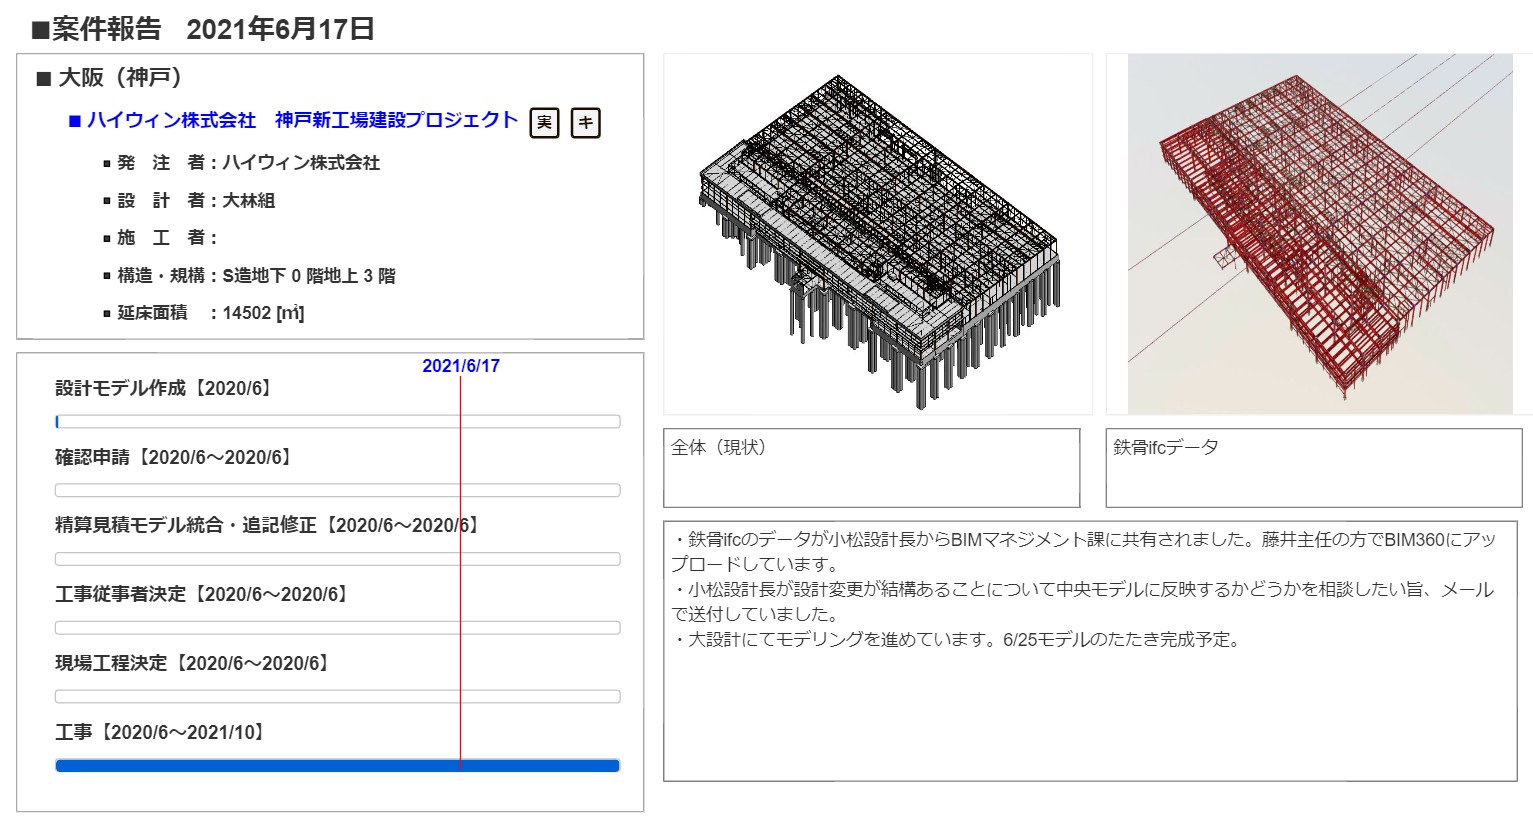 ■案件報告　2021年6月17日
■ 大阪（神戸）
■ ハイウィン株式会社　神戸新工場建設プロジェクト 実 キ
▪ 発　注　者：ハイウィン株式会社
▪ 設　計　者：大林組
▪ 施　工　者：
▪ 構造・規構：S造地下 0 階地上 3 階
▪ 延床面積　：14502 [㎡]
2021/6/17
設計モデル作成【2020/6】
確認申請【2020/6～2020/6】
精算見積モデル統合・追記修正【2020/6～2020/6】
工事従事者決定【2020/6～2020/6】
現場工程決定【2020/6～2020/6】
工事【2020/6～2021/10】
全体（現状）
鉄骨ifcデータ
・鉄骨ifcのデータが小松設計長からBIMマネジメント課に共有されました。藤井主任の方でBIM360にアッ
プロードしています。
・小松設計長が設計変更が結構あることについて中央モデルに反映するかどうかを相談したい旨、メール
で送付していました。
・大設計にてモデリングを進めています。6/25モデルのたたき完成予定。